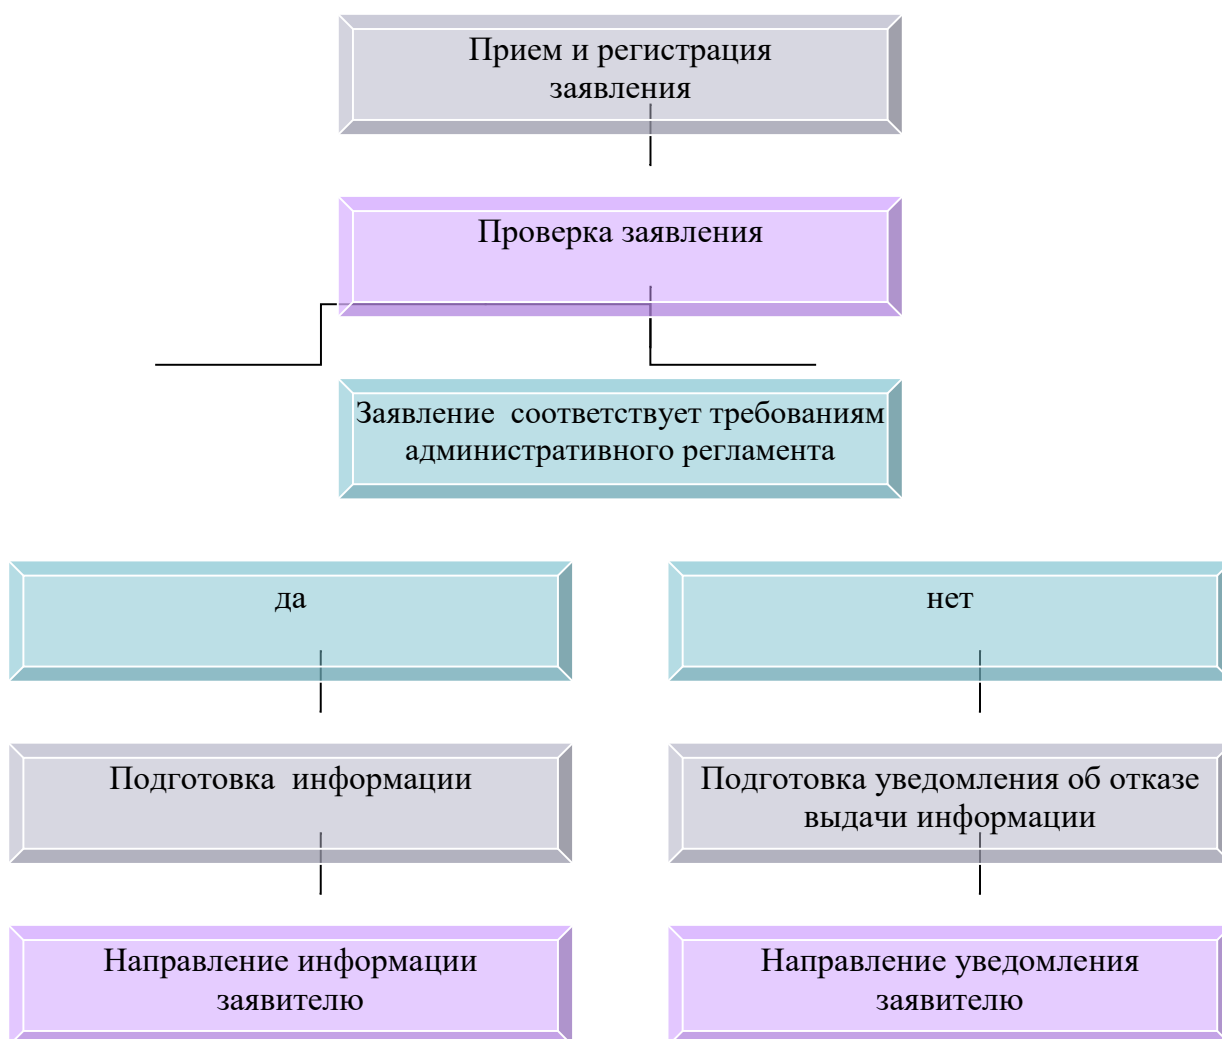 Прием и регистрация
заявления
Проверка заявления
Заявление  соответствует требованиям
административного регламента
да
нет
Подготовка  информации
Подготовка уведомления об отказе
выдачи информации
Направление информации
заявителю
Направление уведомления
заявителю